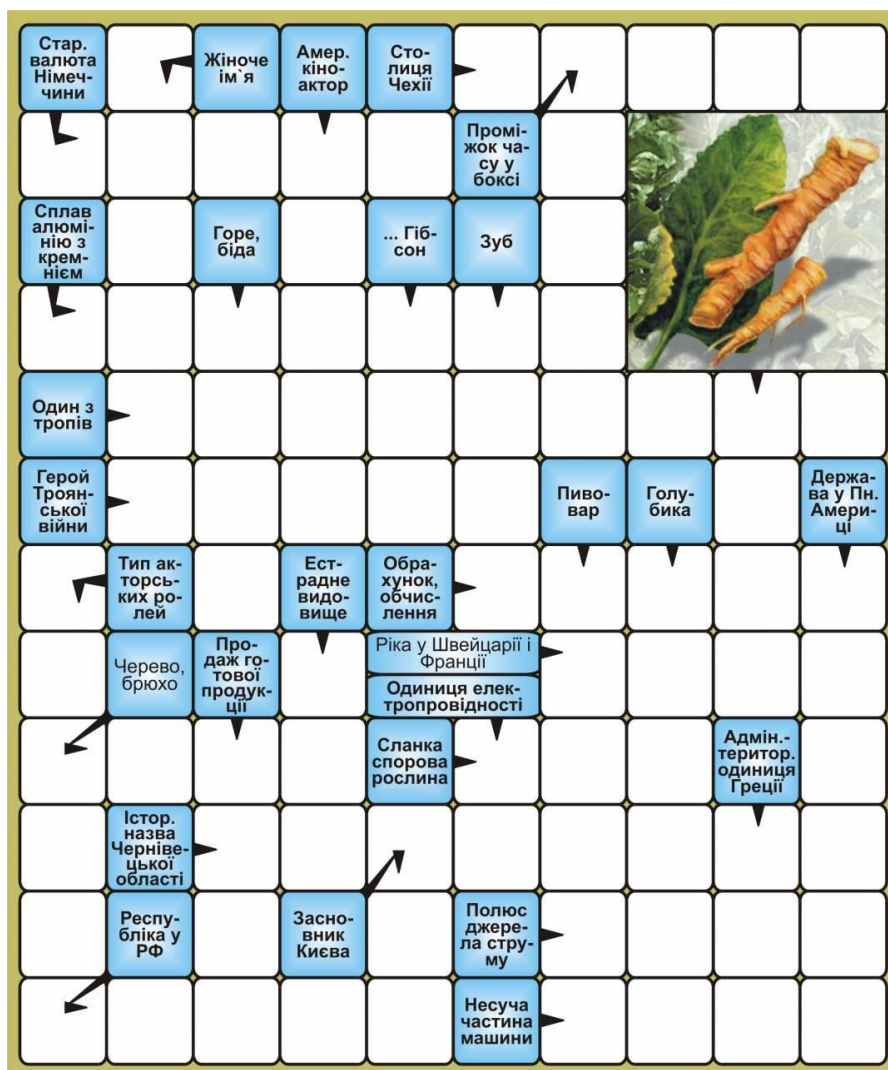 Стар.
валюта
Німеч-
чини
Жіноче
ім`я
Амер.
кіно-
актор
Сто-
лиця
Чехії
Промі-
жок ча-
су у
боксі
Сплав
алюмі-
нію з
крем-
нієм
Горе,
біда
... Гіб-
сон
Зуб
Один з
тропів
Герой
Троян-
ської
війни
Пиво-
вар
Голу-
бика
Держа-
ва у Пн.
Амери-
ці
Тип ак-
торсь-
ких ро-
лей
Ест-
радне
видо-
вище
Обра-
хунок,
обчис-
лення
Черево,
брюхо
Про-
даж го-
тової
продук-
ції
Ріка у Швейцарії і
Франції
Одиниця елек-
тропровідності
Сланка
спорова
рослина
Адмін.-
територ.
одиниця
Греції
Істор.
назва
Черніве-
цької
області
Респу-
бліка у
РФ
Засно-
вник
Києва
Полюс
джере-
ла стру-
му
Несуча
частина
машини